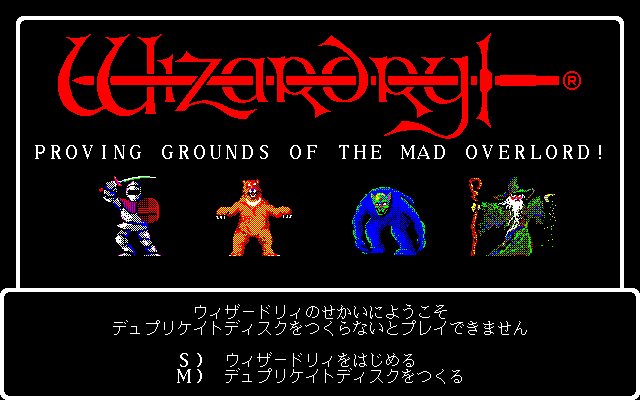 Wizardry I ®
PROVING GROUNDS OF THE MAD OVERLORD!
ウィザードリィのせかいにようこそ
デュプリケイトディスクをつくらないとプレイできません
S) ウィザードリィをはじめる
M) デュプリケイトディスクをつくる